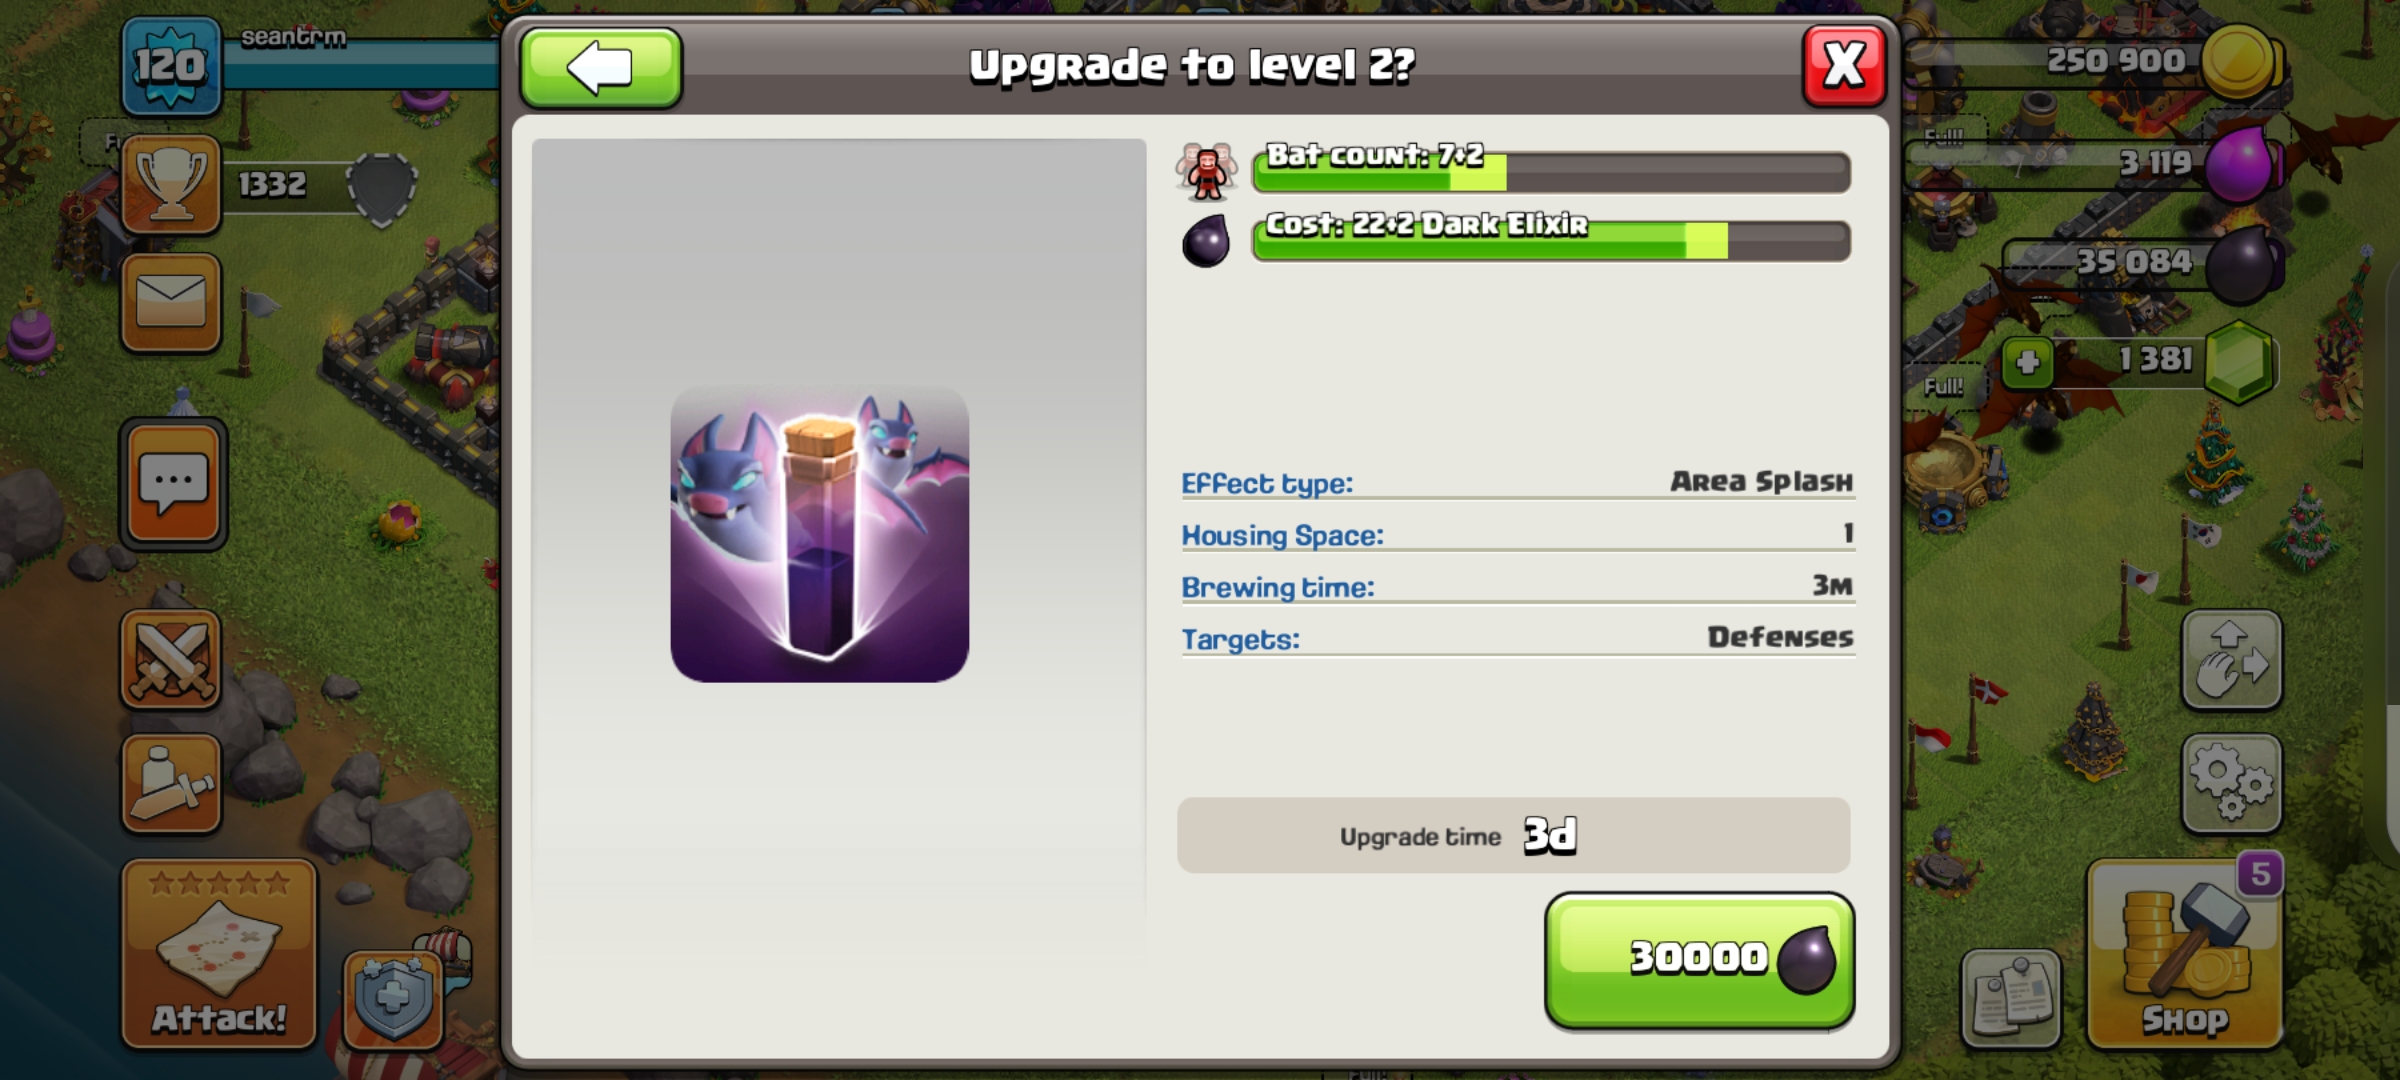 120
seantrm
Upgrade to level 2?
X
250 900
Bat count: 7+2
Full!
3 119
1332
Cost: 22+2 Dark Elixir
35 084
1 381
Full!
Effect type: Area Splash
Housing Space: 1
Brewing time: 3m
Targets: Defenses
Upgrade time 3d
5
30000
Attack!
Shop